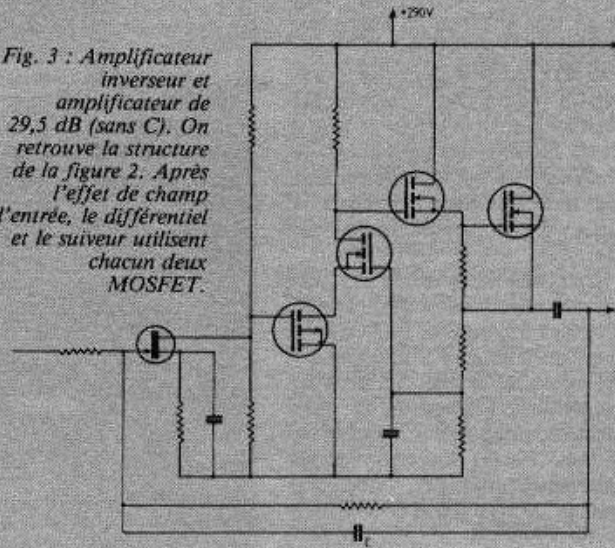 +290V
Fig. 3 : Amplificateur
inverseur et
amplificateur de
29,5 dB (sans C). On
retrouve la structure
de la figure 2. Après
l'effet de champ
d'entrée, le différentiel
et le suiveur utilisent
chacun deux
MOSFET.
C